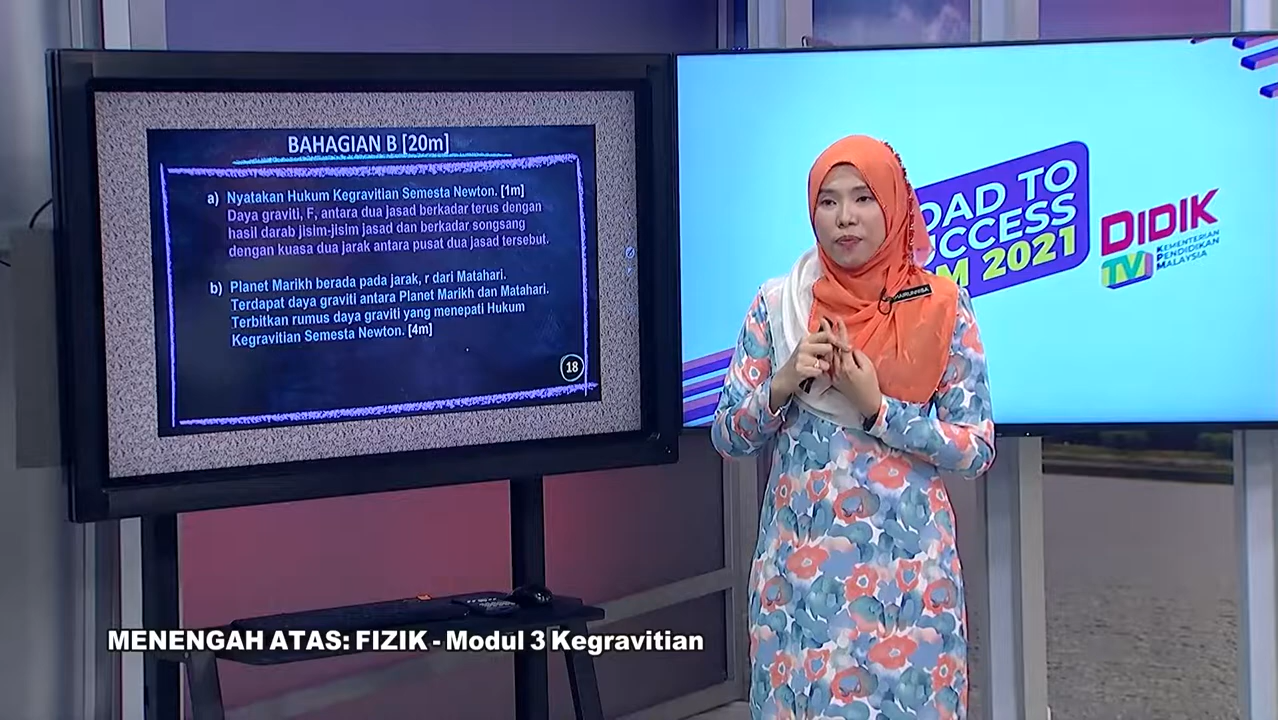 BAHAGIAN B [20m]
a) Nyatakan Hukum Kegravitian Semesta Newton. [1m]
Daya graviti, F, antara dua jasad berkadar terus dengan
hasil darab jisim-jisim jasad dan berkadar songsang
dengan kuasa dua jarak antara pusat dua jasad tersebut.
b) Planet Marikh berada pada jarak, r dari Matahari.
Terdapat daya graviti antara Planet Marikh dan Matahari.
Terbitkan rumus daya graviti yang menepati Hukum
Kegravitian Semesta Newton. [4m]
18
OAD TO
CCESS
M 2021
DIDIK
TV
KEMENTERIAN
PENDIDIKAN
MALAYSIA
MENENGAH ATAS: FIZIK - Modul 3 Kegravitian